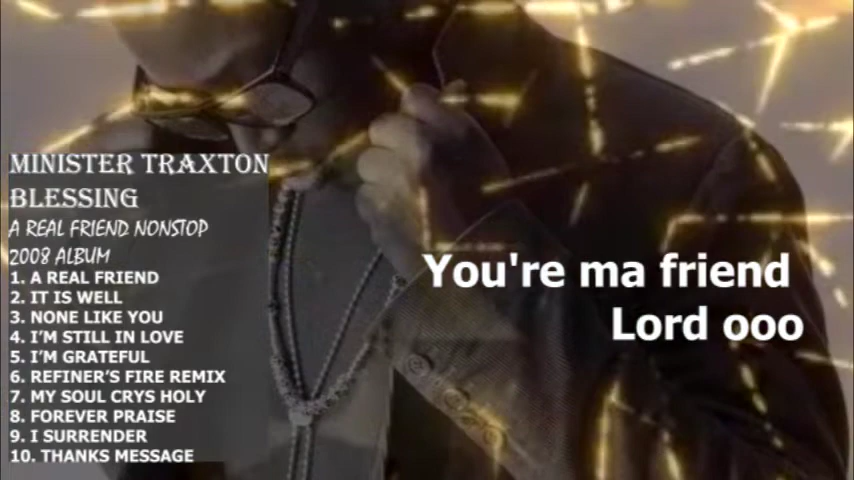 MINISTER TRAXTON
BLESSING
A REAL FRIEND NONSTOP
2008 ALBUM
1. A REAL FRIEND
2. IT IS WELL
3. NONE LIKE YOU
4. I'M STILL IN LOVE
5. I'M GRATEFUL
6. REFINER'S FIRE REMIX
7. MY SOUL CRYS HOLY
8. FOREVER PRAISE
9. I SURRENDER
10. THANKS MESSAGE
You're ma friend
Lord ooo